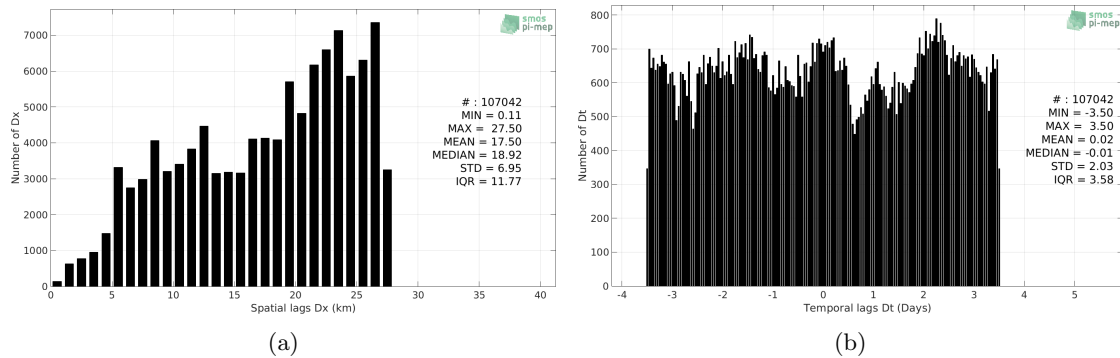 7000
6000
5000
4000
3000
2000
1000
0
Number of Dx
smos
pi-mep
# : 107042
MIN = 0.11
MAX = 27.50
MEAN = 17.50
MEDIAN = 18.92
STD = 6.95
IQR = 11.77
0 5 10 15 20 25 30 35 40
Spatial lags Dx (km)
(a)
800
700
600
500
400
300
200
100
0
Number of Dt
smos
pi-mep
# : 107042
MIN = -3.50
MAX = 3.50
MEAN = 0.02
MEDIAN = -0.01
STD = 2.03
IQR = 3.58
-4 -3 -2 -1 0 1 2 3 4 5
Temporal lags Dt (Days)
(b)